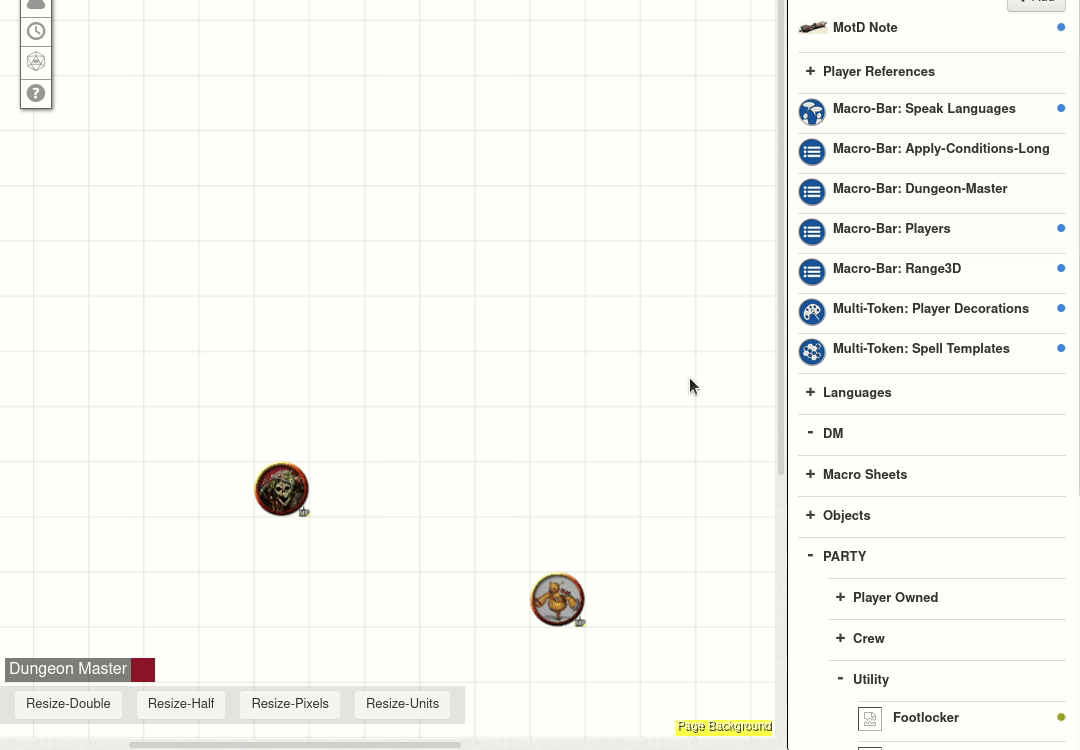 MotD Note
+ Player References
Macro-Bar: Speak Languages
Macro-Bar: Apply-Conditions-Long
Macro-Bar: Dungeon-Master
Macro-Bar: Players
Macro-Bar: Range3D
Multi-Token: Player Decorations
Multi-Token: Spell Templates
+ Languages
- DM
+ Macro Sheets
+ Objects
- PARTY
+ Player Owned
+ Crew
- Utility
Footlocker
Dungeon Master
Resize-Double Resize-Half Resize-Pixels Resize-Units
Page Background